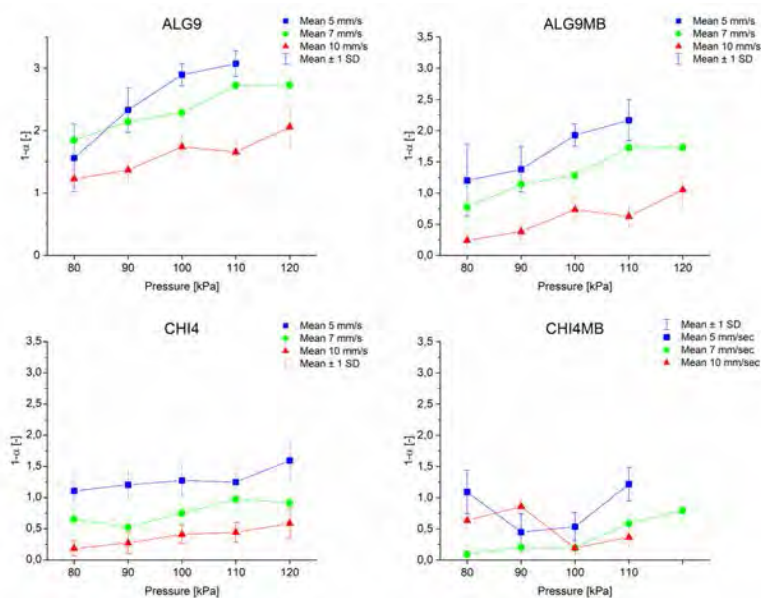 ALG9
Mean 5 mm/s
Mean 7 mm/s
Mean 10 mm/s
Mean ± 1 SD
3
2
1
0
1-α [-]
80 90 100 110 120
Pressure [kPa]
ALG9MB
Mean 5 mm/s
Mean 7 mm/s
Mean 10 mm/s
Mean ± 1 SD
3,5
3,0
2,5
2,0
1,5
1,0
0,5
0,0
1-α [-]
80 90 100 110 120
Pressure [kPa]
CHI4
Mean 5 mm/s
Mean 7 mm/s
Mean 10 mm/s
Mean ± 1 SD
3,5
3,0
2,5
2,0
1,5
1,0
0,5
0,0
1-α [-]
80 90 100 110 120
Pressure [kPa]
CHI4MB
Mean ± 1 SD
Mean 5 mm/sec
Mean 7 mm/sec
Mean 10 mm/sec
3,5
3,0
2,5
2,0
1,5
1,0
0,5
0,0
1-α [-]
80 90 100 110
Pressure [kPa]